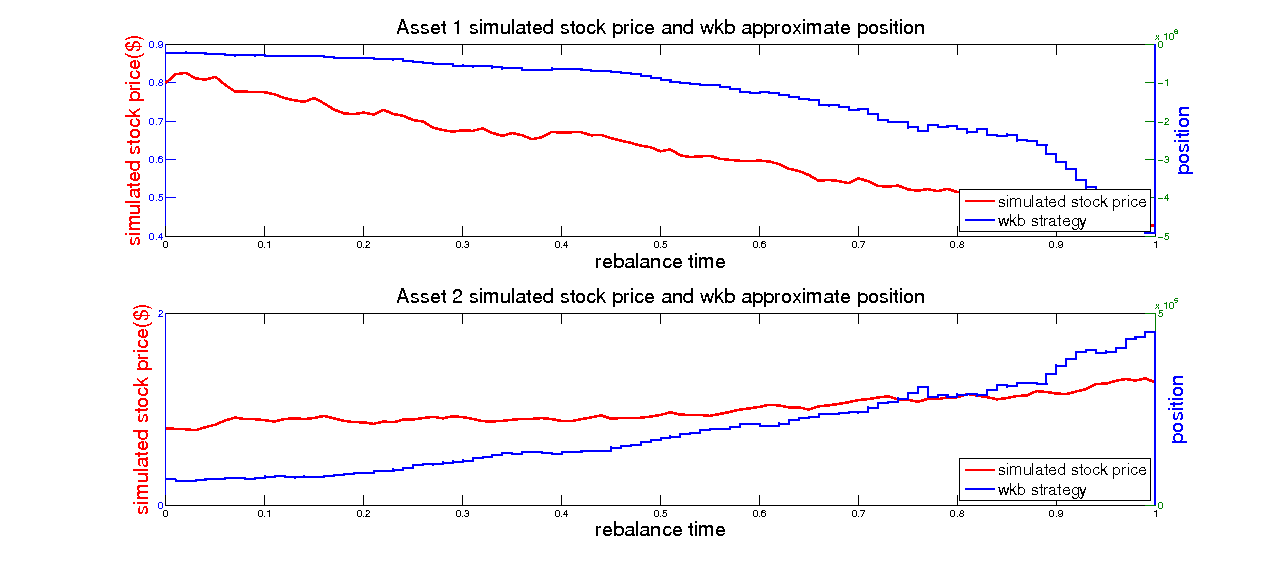 Asset 1 simulated stock price and wkb approximate position
x 10^6
simulated stock price($)
0.9
0.8
0.7
0.6
0.5
0.4
0
-1
-2
-3
-4
-5
position
simulated stock price
wkb strategy
0 0.1 0.2 0.3 0.4 0.5 0.6 0.7 0.8 0.9 1
rebalance time
Asset 2 simulated stock price and wkb approximate position
simulated stock price($)
2
0
5
0
position
simulated stock price
wkb strategy
0 0.1 0.2 0.3 0.4 0.5 0.6 0.7 0.8 0.9 1
rebalance time